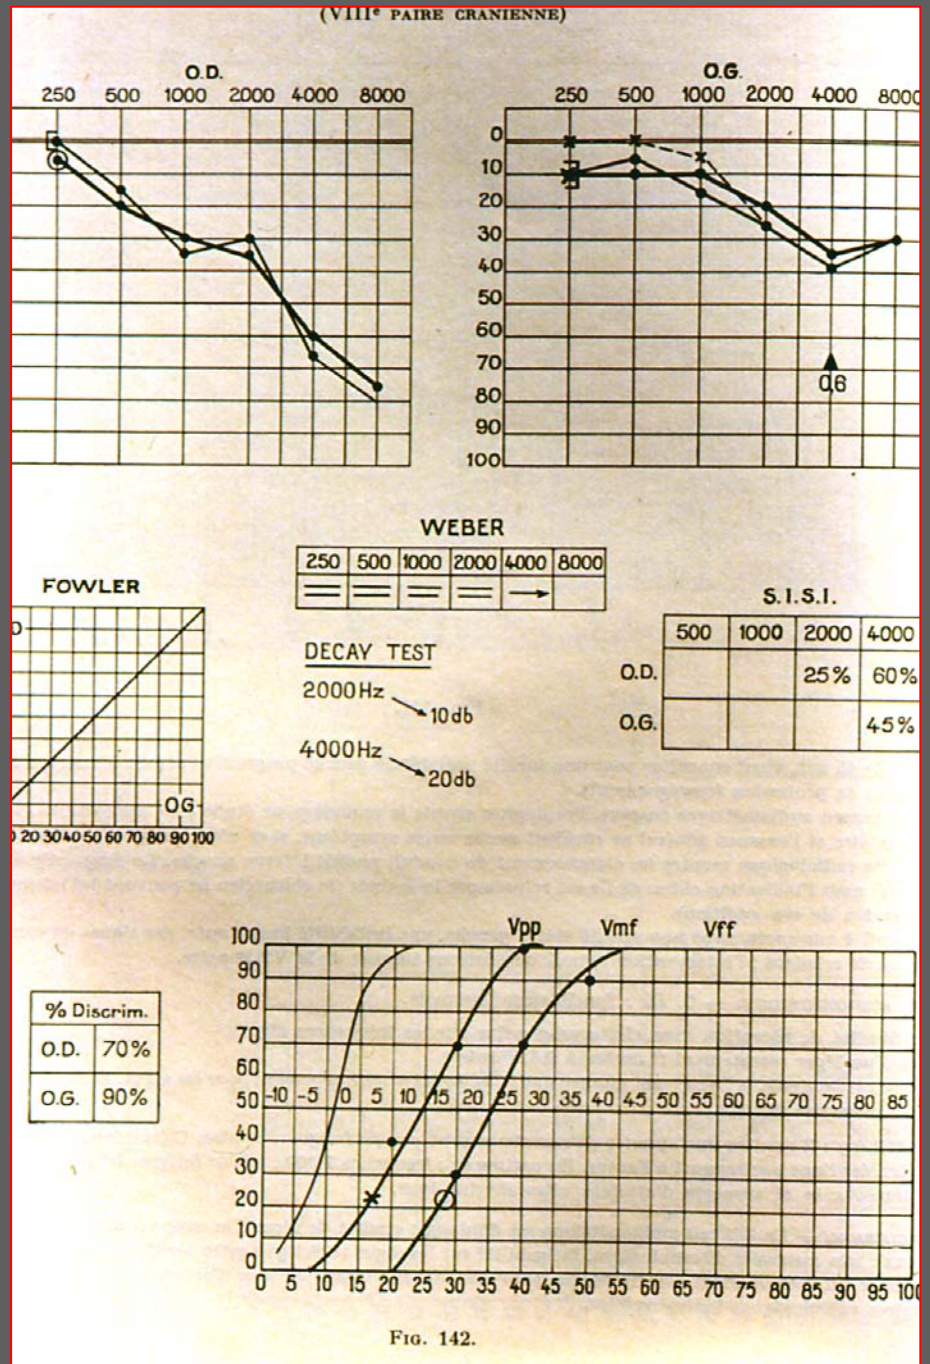 (VIIIᵉ PAIRE CRANIENNE)
O.D.
250 500 1000 2000 4000 8000
O.G.
250 500 1000 2000 4000 8000
0
10
20
30
40
50
60
70
80
90
100
0,6
WEBER
250 500 1000 2000 4000 8000
FOWLER
O.G
20 30 40 50 60 70 80 90 100
DECAY TEST
2000 Hz
10 db
4000 Hz
20 db
S.I.S.I.
500 1000 2000 4000
O.D. 25% 60%
O.G. 45%
% Discrim.
O.D. 70%
O.G. 90%
Vpp Vmf Vff
100
90
80
70
60
50
40
30
20
10
0
-10 -5 0 5 10 15 20 25 30 35 40 45 50 55 60 65 70 75 80 85
0 5 10 15 20 25 30 35 40 45 50 55 60 65 70 75 80 85 90 95 100
FIG. 142.